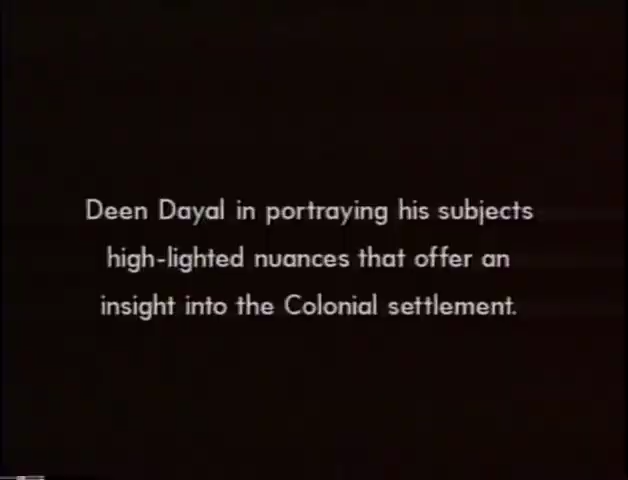 Deen Dayal in portraying his subjects
high-lighted nuances that offer an
insight into the Colonial settlement.